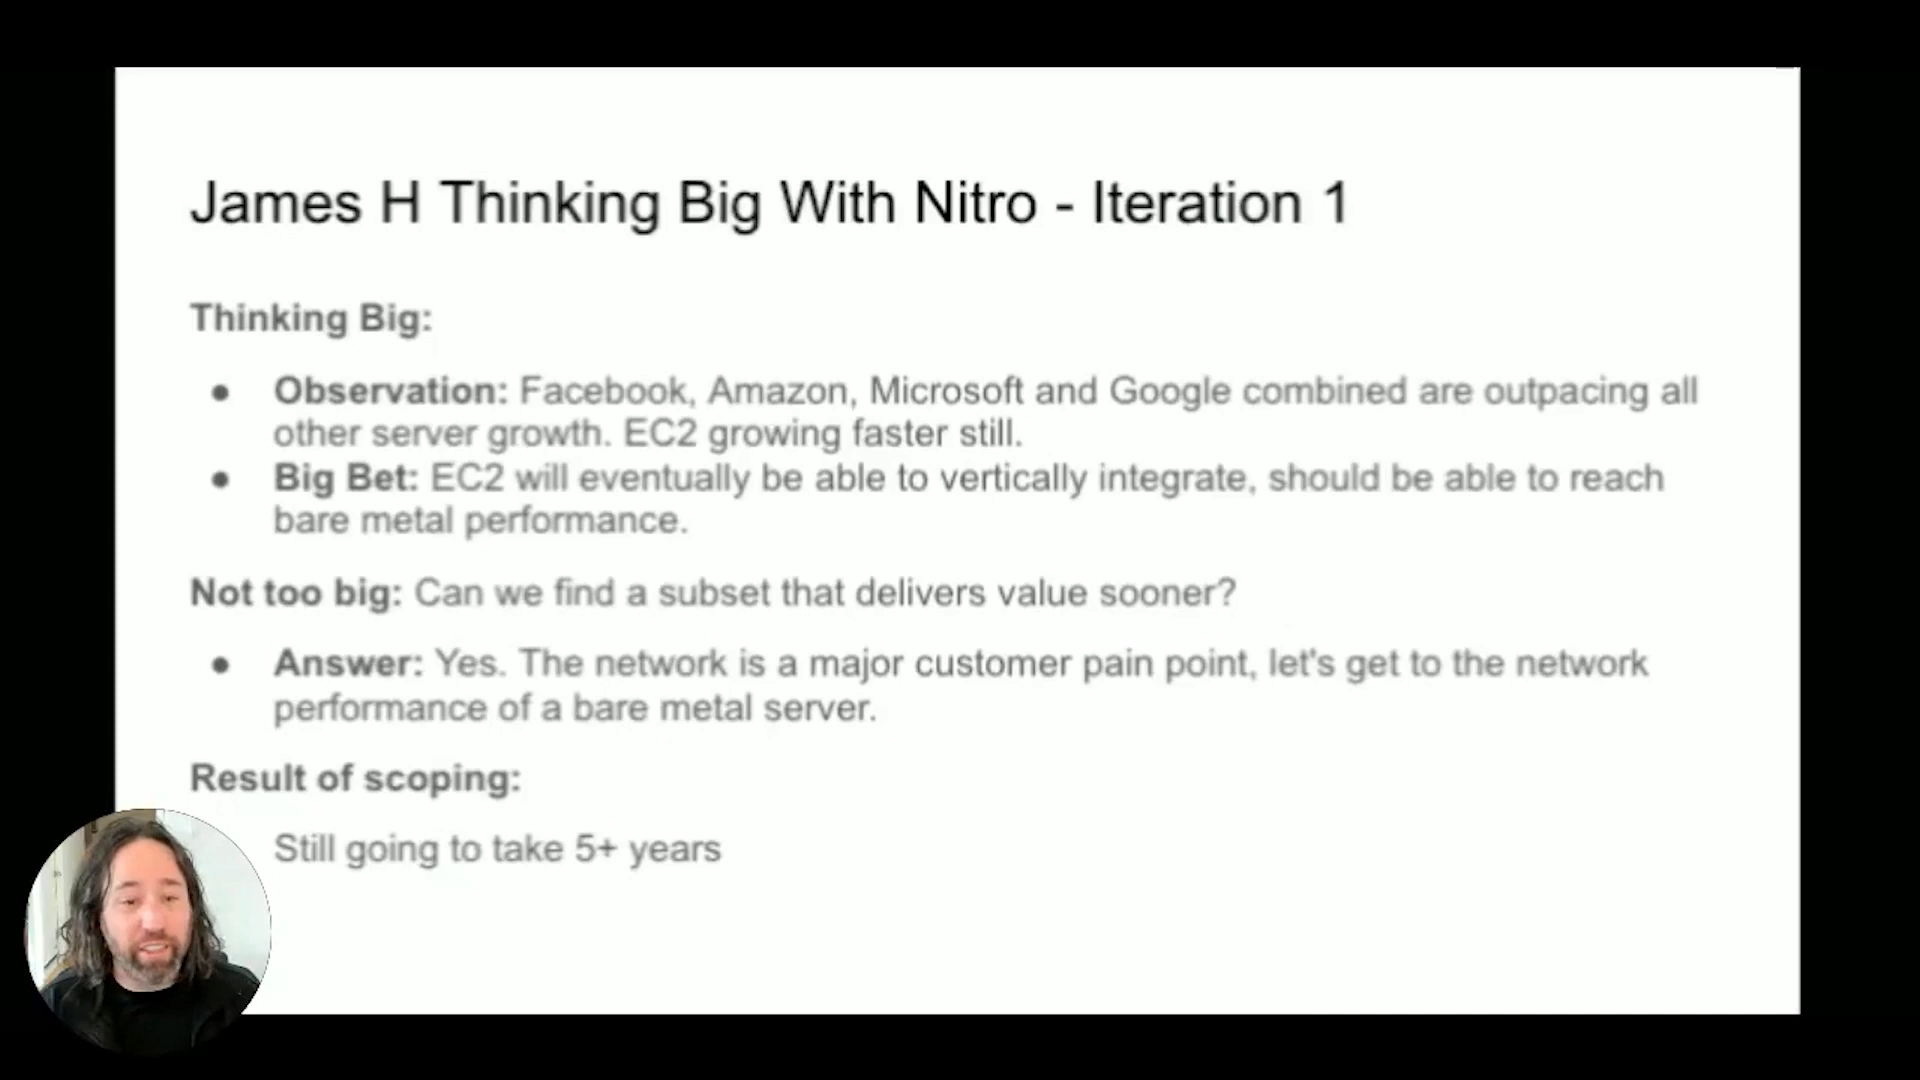 James H Thinking Big With Nitro - Iteration 1
Thinking Big:
● Observation: Facebook, Amazon, Microsoft and Google combined are outpacing all
other server growth. EC2 growing faster still.
● Big Bet: EC2 will eventually be able to vertically integrate, should be able to reach
bare metal performance.
Not too big: Can we find a subset that delivers value sooner?
● Answer: Yes. The network is a major customer pain point, let's get to the network
performance of a bare metal server.
Result of scoping:
Still going to take 5+ years